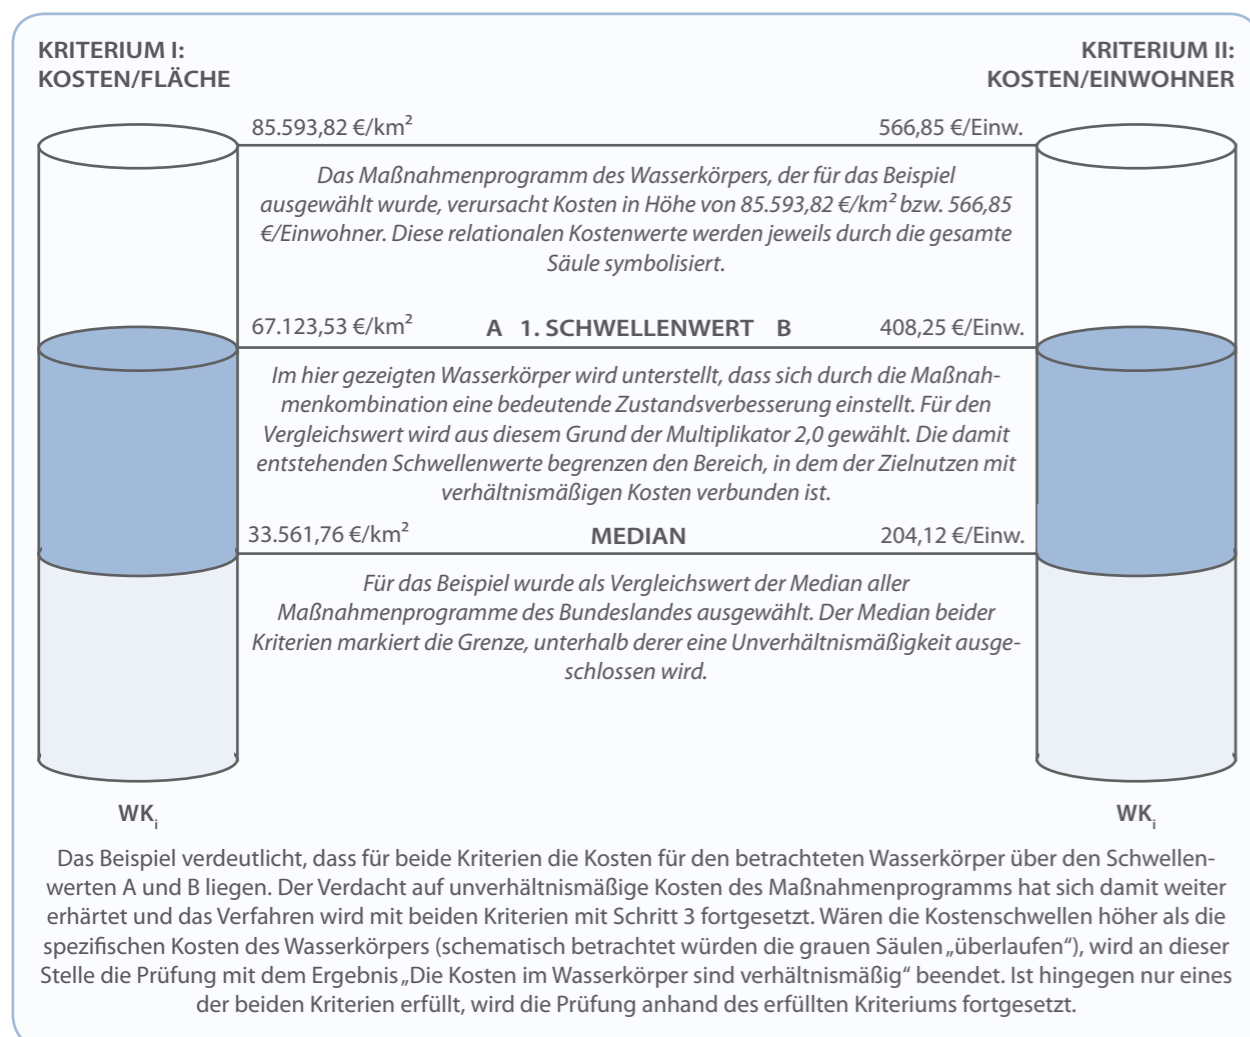 KRITERIUM I:
KOSTEN/FLÄCHE
KRITERIUM II:
KOSTEN/EINWOHNER
85.593,82 €/km²
566,85 €/Einw.
Das Maßnahmenprogramm des Wasserkörpers, der für das Beispiel
ausgewählt wurde, verursacht Kosten in Höhe von 85.593,82 €/km² bzw. 566,85
€/Einwohner. Diese relationalen Kostenwerte werden jeweils durch die gesamte
Säule symbolisiert.
67.123,53 €/km²
A 1. SCHWELLENWERT B
408,25 €/Einw.
Im hier gezeigten Wasserkörper wird unterstellt, dass sich durch die Maßnah-
menkombination eine bedeutende Zustandsverbesserung einstellt. Für den
Vergleichswert wird aus diesem Grund der Multiplikator 2,0 gewählt. Die damit
entstehenden Schwellenwerte begrenzen den Bereich, in dem der Zielnutzen mit
verhältnismäßigen Kosten verbunden ist.
33.561,76 €/km²
MEDIAN
204,12 €/Einw.
Für das Beispiel wurde als Vergleichswert der Median aller
Maßnahmenprogramme des Bundeslandes ausgewählt. Der Median beider
Kriterien markiert die Grenze, unterhalb derer eine Unverhältnismäßigkeit ausge-
schlossen wird.
WKᵢ
WKᵢ
Das Beispiel verdeutlicht, dass für beide Kriterien die Kosten für den betrachteten Wasserkörper über den Schwellen-
werten A und B liegen. Der Verdacht auf unverhältnismäßige Kosten des Maßnahmenprogramms hat sich damit weiter
erhärtet und das Verfahren wird mit beiden Kriterien mit Schritt 3 fortgesetzt. Wären die Kostenschwellen höher als die
spezifischen Kosten des Wasserkörpers (schematisch betrachtet würden die grauen Säulen „überlaufen“), wird an dieser
Stelle die Prüfung mit dem Ergebnis „Die Kosten im Wasserkörper sind verhältnismäßig“ beendet. Ist hingegen nur eines
der beiden Kriterien erfüllt, wird die Prüfung anhand des erfüllten Kriteriums fortgesetzt.